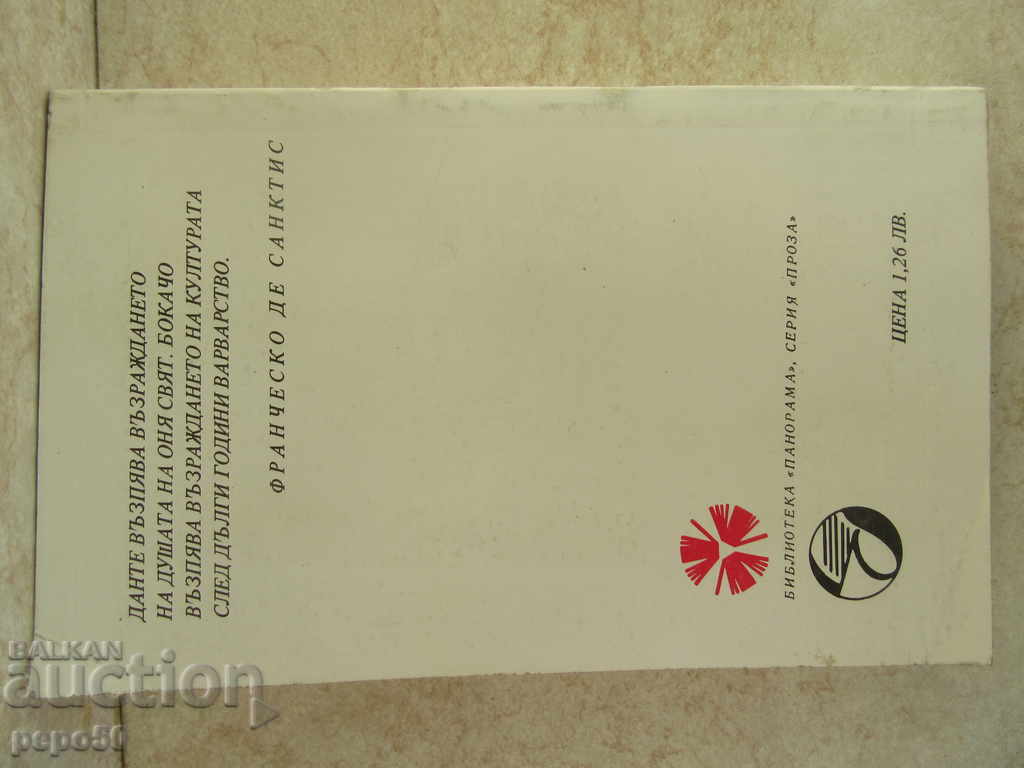 ДАНТЕ ВЪЗПЯВА ВЪЗРАЖДАНЕТО
НА ДУШАТА НА ОНЯ СВЯТ. БОКАЧО
ВЪЗПЯВА ВЪЗРАЖДАНЕТО НА КУЛТУРАТА
СЛЕД ДЪЛГИ ГОДИНИ ВАРВАРСТВО.
ФРАНЧЕСКО ДЕ САНКТИС
БИБЛИОТЕКА «ПАНОРАМА», СЕРИЯ «ПРОЗА»
ЦЕНА 1,26 ЛВ.
BALKAN
auction
pepo50